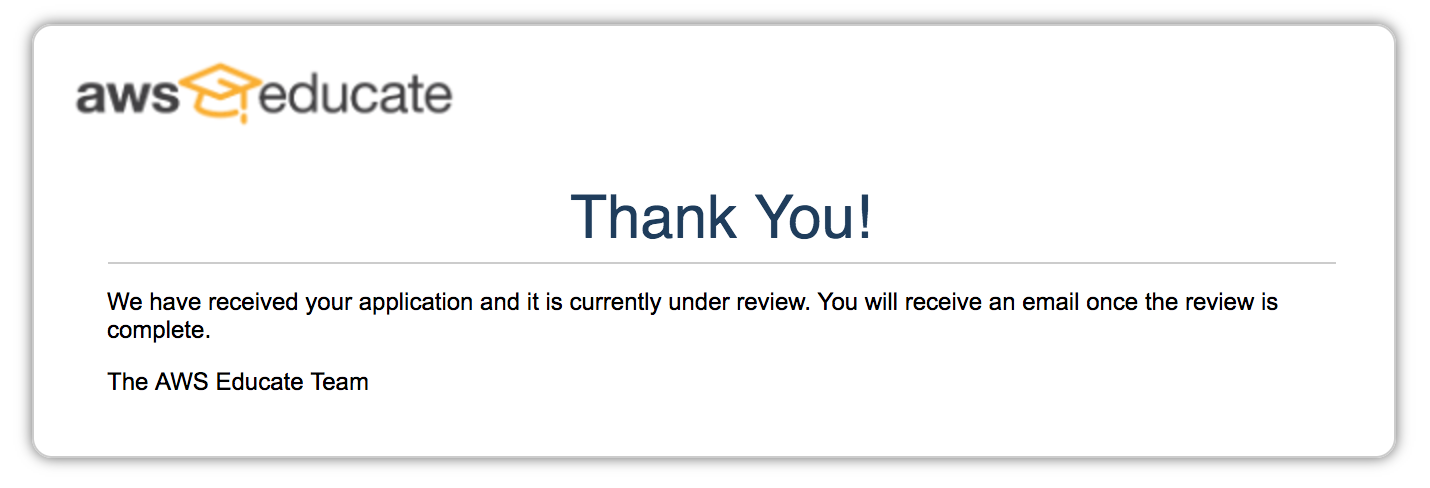 aws educate
Thank You!
We have received your application and it is currently under review. You will receive an email once the review is
complete.
The AWS Educate Team